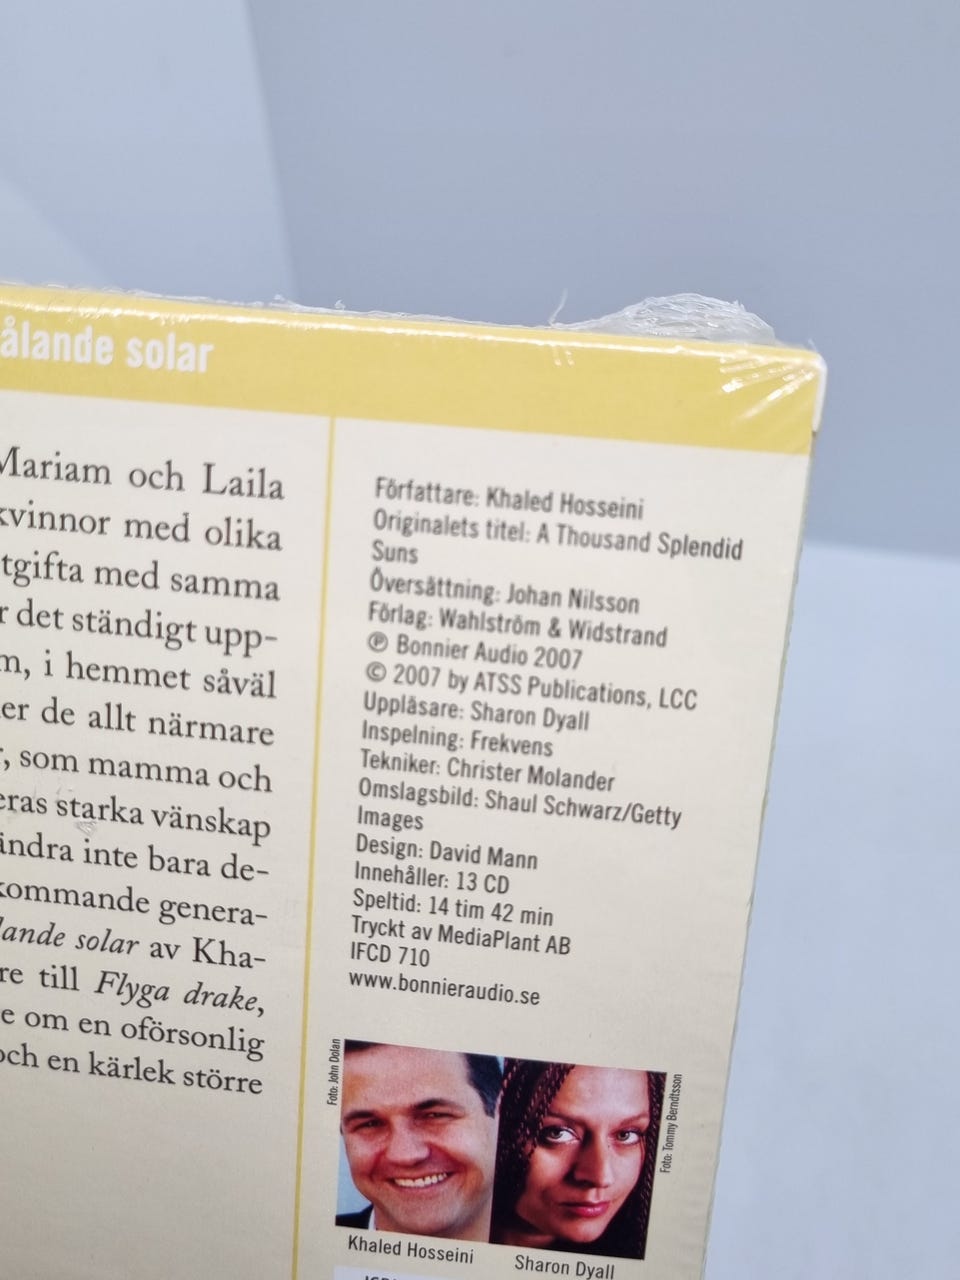 ålande solar
Mariam och Laila
kvinnor med olika
tgifta med samma
r det ständigt upp-
m, i hemmet såväl
er de allt närmare
, som mamma och
eras starka vänskap
ändra inte bara de-
kommande genera-
lande solar av Kha-
re till Flyga drake,
e om en oförsonlig
och en kärlek större
Författare: Khaled Hosseini
Originalets titel: A Thousand Splendid
Suns
Översättning: Johan Nilsson
Förlag: Wahlström & Widstrand
℗ Bonnier Audio 2007
© 2007 by ATSS Publications, LCC
Uppläsare: Sharon Dyall
Inspelning: Frekvens
Tekniker: Christer Molander
Omslagsbild: Shaul Schwarz/Getty
Images
Design: David Mann
Innehåller: 13 CD
Speltid: 14 tim 42 min
Tryckt av MediaPlant AB
IFCD 710
www.bonnieraudio.se
Foto: John Dolan
Foto: Tommy Berndtsson
Khaled Hosseini
Sharon Dyall